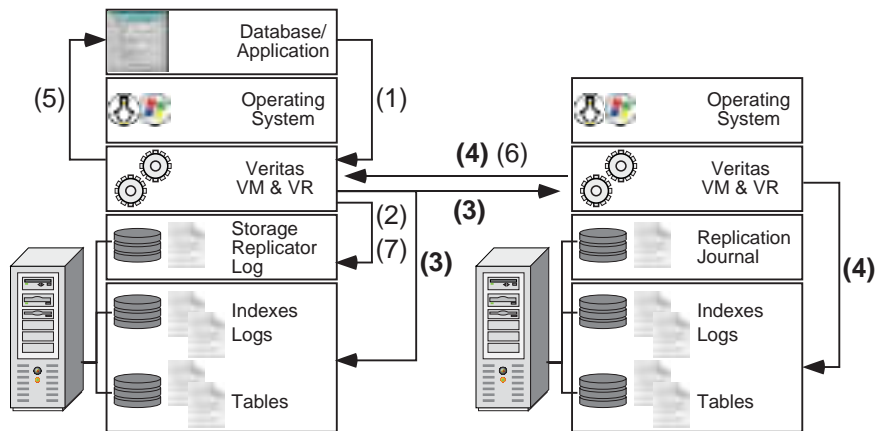 Database/
Application
(5)
(1)
Operating
System
Veritas
VM & VR
(2)
Storage
Replicator
Log
(7)
(3)
Indexes
Logs
Tables
(4) (6)
(3)
Operating
System
Veritas
VM & VR
Replication
Journal
(4)
Indexes
Logs
Tables